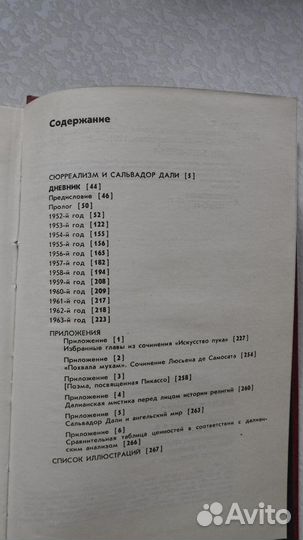 Содержание
СЮРРЕАЛИЗМ И САЛЬВАДОР ДАЛИ [5]
ДНЕВНИК [44]
Предисловие [46]
Пролог [50]
1952-й год [52]
1953-й год [122]
1954-й год [155]
1955-й год [156]
1956-й год [165]
1957-й год [182]
1958-й год [194]
1959-й год [208]
1960-й год [209]
1961-й год [217]
1962-й год [218]
1963-й год [223]
ПРИЛОЖЕНИЯ
Приложение [1]
Избранные главы из сочинения «Искусство пука» [227]
Приложение [2]
«Похвала мухам». Сочинение Люсьена де Самосата [254]
Приложение [3]
[Поэма, посвященная Пикассо] [258]
Приложение [4]
Далианская мистика перед лицом истории религий [260]
Приложение [5]
Сальвадор Дали и ангельский мир [263]
Приложение [6]
Сравнительная таблица ценностей в соответствии с далиан-
ским анализом [266]
СПИСОК ИЛЛЮСТРАЦИЙ [267]
Avito